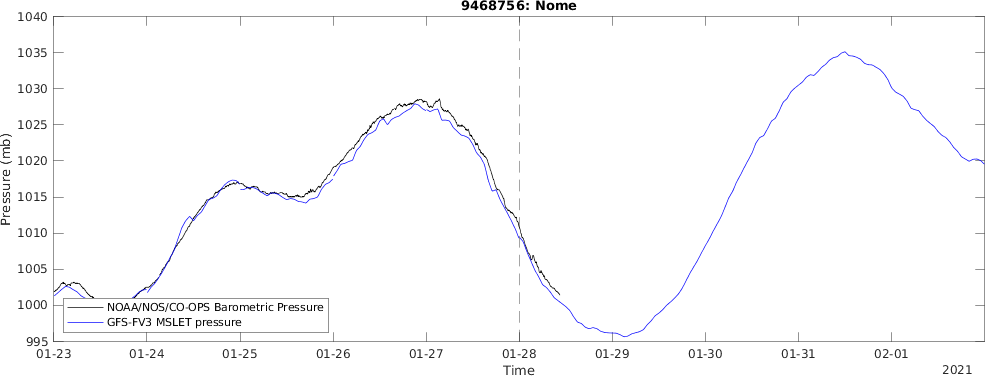 9468756: Nome
1040
1035
1030
1025
1020
1015
1010
1005
1000
995
Pressure (mb)
NOAA/NOS/CO-OPS Barometric Pressure
GFS-FV3 MSLET pressure
01-23 01-24 01-25 01-26 01-27 01-28 01-29 01-30 01-31 02-01
Time
2021